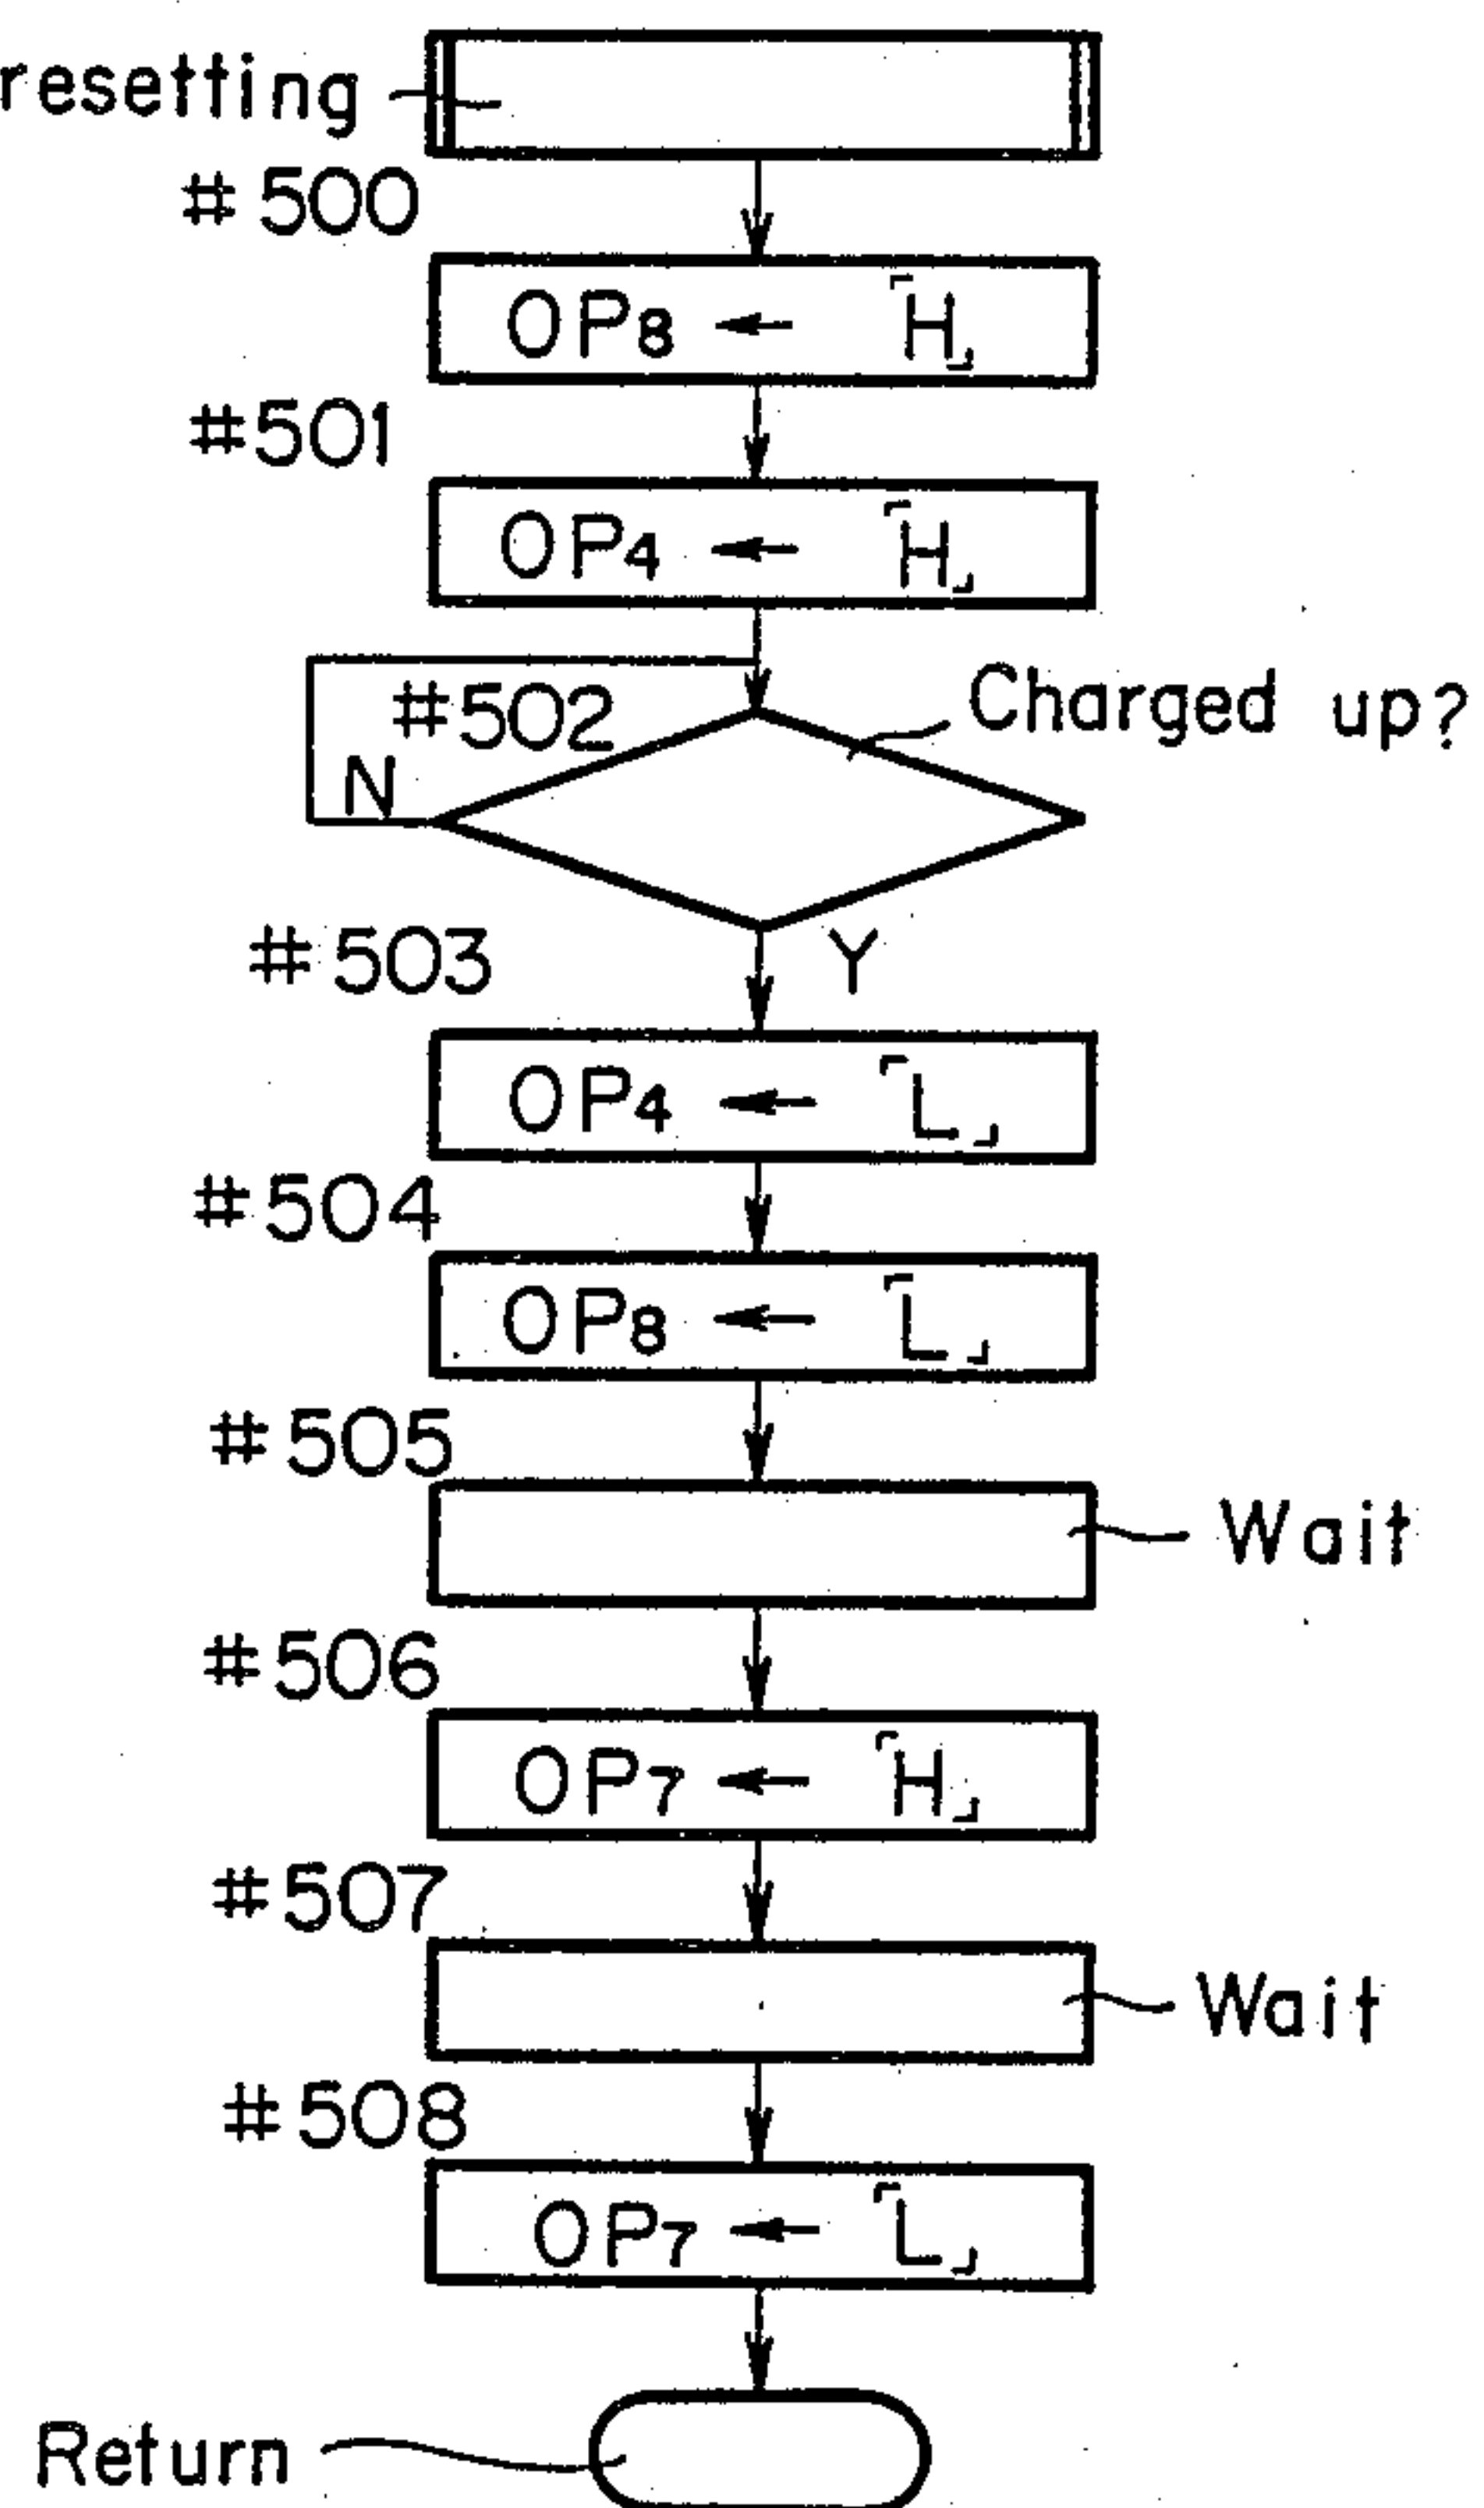 resetting
#500
OP8 ← 「H」
#501
OP4 ← 「H」
#502
Charged up?
N
#503
Y
OP4 ← 「L」
#504
OP8 ← 「L」
#505
Wait
#506
OP7 ← 「H」
#507
Wait
#508
OP7 ← 「L」
Return